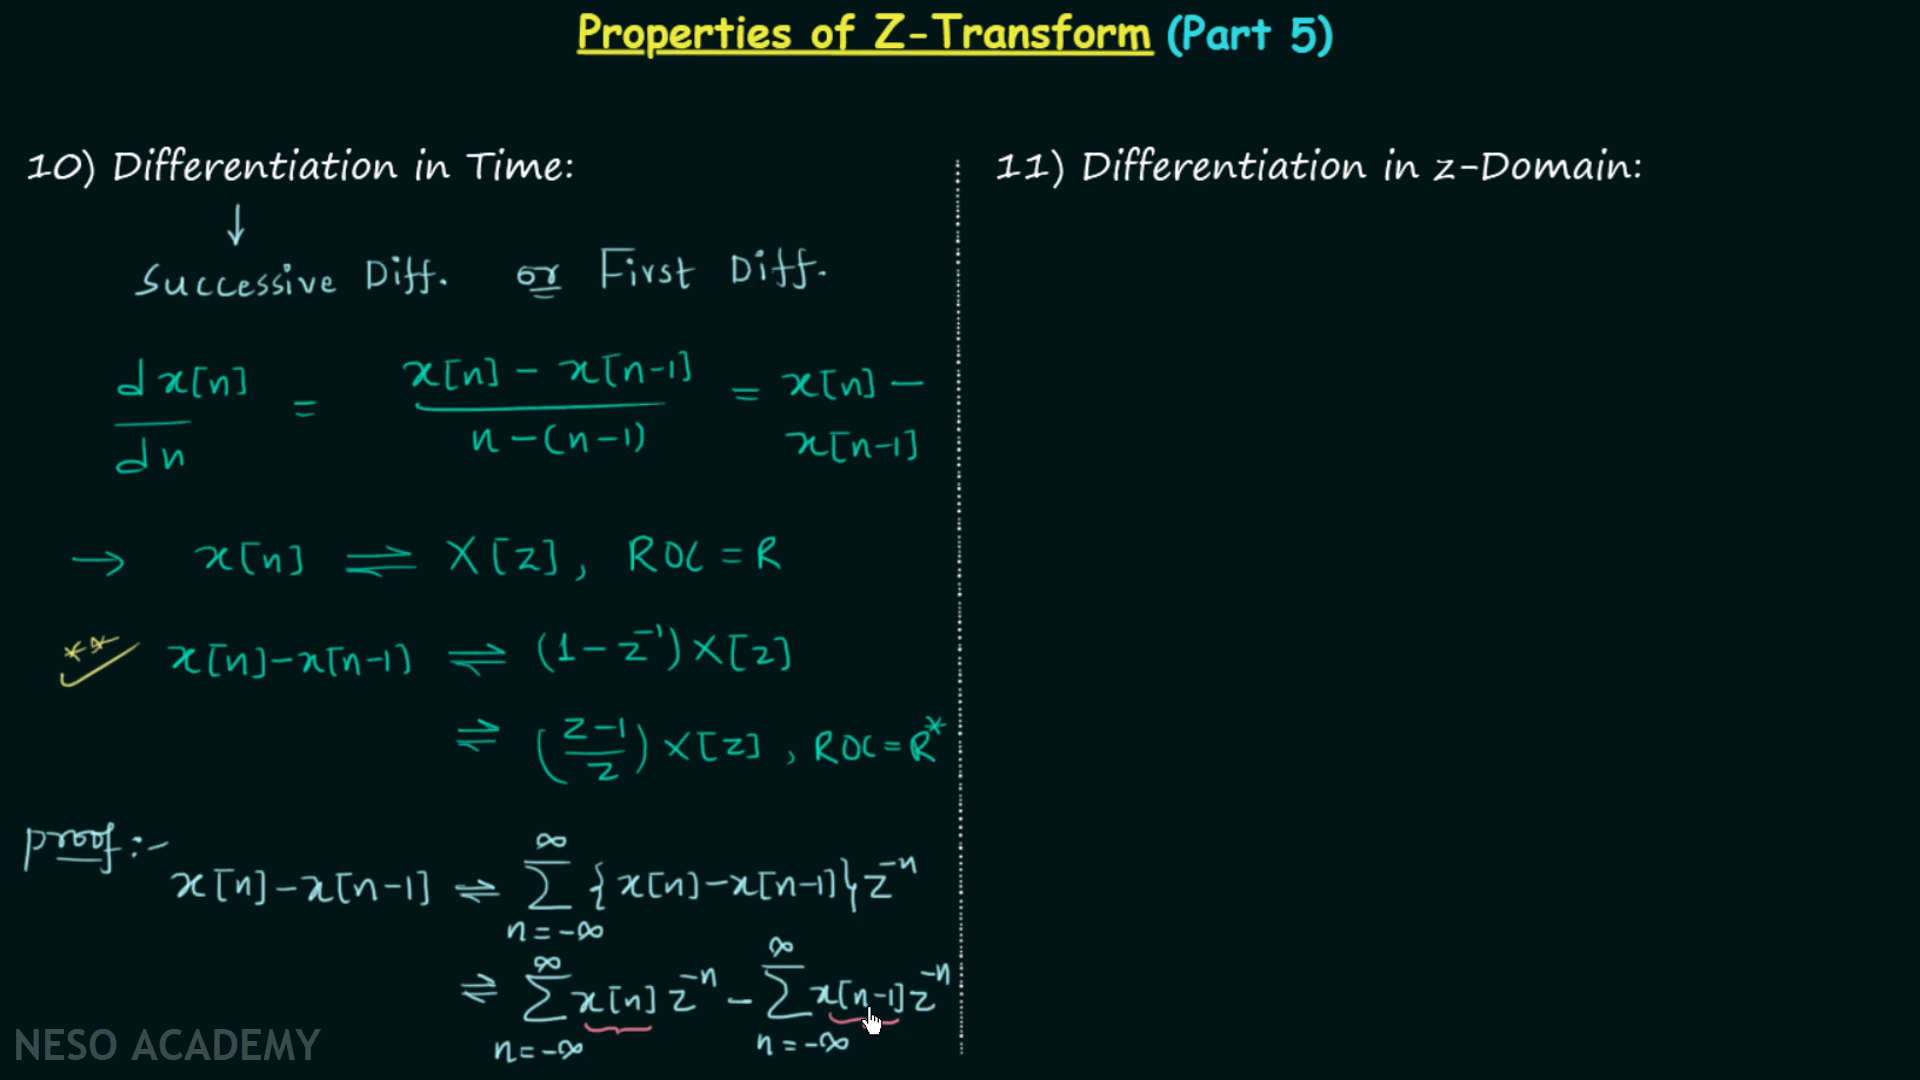 Properties of Z-Transform (Part 5)
10) Differentiation in Time:
↓
Successive Diff. or First Diff.
d x[n] / dn = x[n] - x[n-1] / n-(n-1) = x[n] - x[n-1]
→ x[n] ⇌ X[z], ROC = R
** x[n]-x[n-1] ⇌ (1-z⁻¹) X[z]
⇌ (z-1 / z) X[z], ROC = R*
Proof:- x[n]-x[n-1] ⇌ ∞ Σ n=-∞ {x[n]-x[n-1]} z⁻ⁿ
⇌ ∞ Σ n=-∞ x[n] z⁻ⁿ - ∞ Σ n=-∞ x[n-1] z⁻ⁿ
NESO ACADEMY
11) Differentiation in z-Domain: